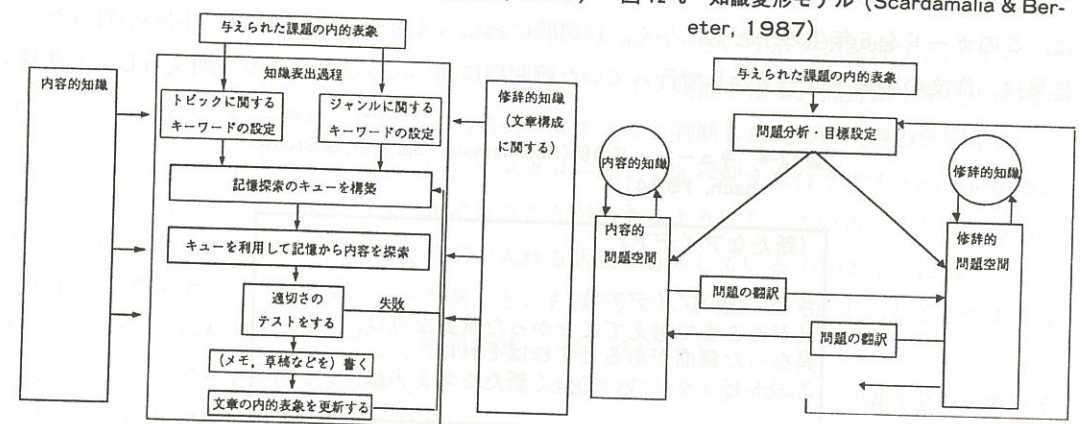 図12-6 知識変形モデル (Scardamalia & Ber-
eter, 1987)
与えられた課題の内的表象
内容的知識
知識表出過程
トピックに関する
キーワードの設定
ジャンルに関する
キーワードの設定
修辞的知識
(文章構成
に関する)
記憶探索のキューを構築
キューを利用して記憶から内容を探索
適切さの
テストをする
失敗
(メモ，草稿などを) 書く
文章の内的表象を更新する
与えられた課題の内的表象
問題分析・目標設定
内容的知識
修辞的知識
内容的
問題空間
修辞的
問題空間
問題の翻訳
問題の翻訳